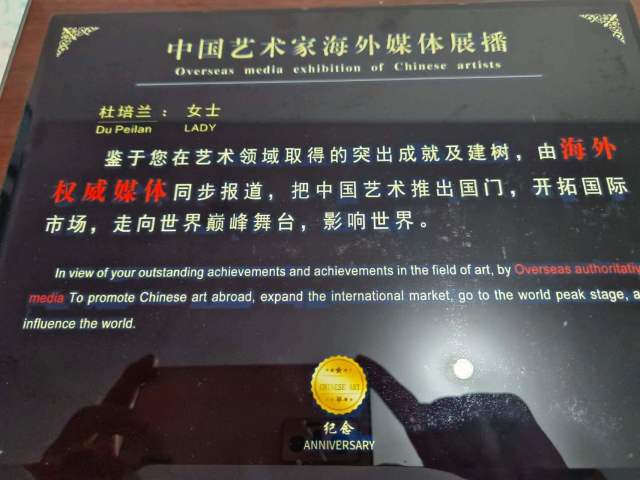 中国艺术家海外媒体展播
Overseas media exhibition of Chinese artists
杜培兰 : 女士
Du Peilan LADY
鉴于您在艺术领域取得的突出成就及建树，由海外
权威媒体同步报道，把中国艺术推出国门，开拓国际
市场，走向世界巅峰舞台，影响世界。
In view of your outstanding achievements and achievements in the field of art, by Overseas authoritativ
media To promote Chinese art abroad, expand the international market, go to the world peak stage, a
influence the world.
CHINESE ART
纪念
ANNIVERSARY